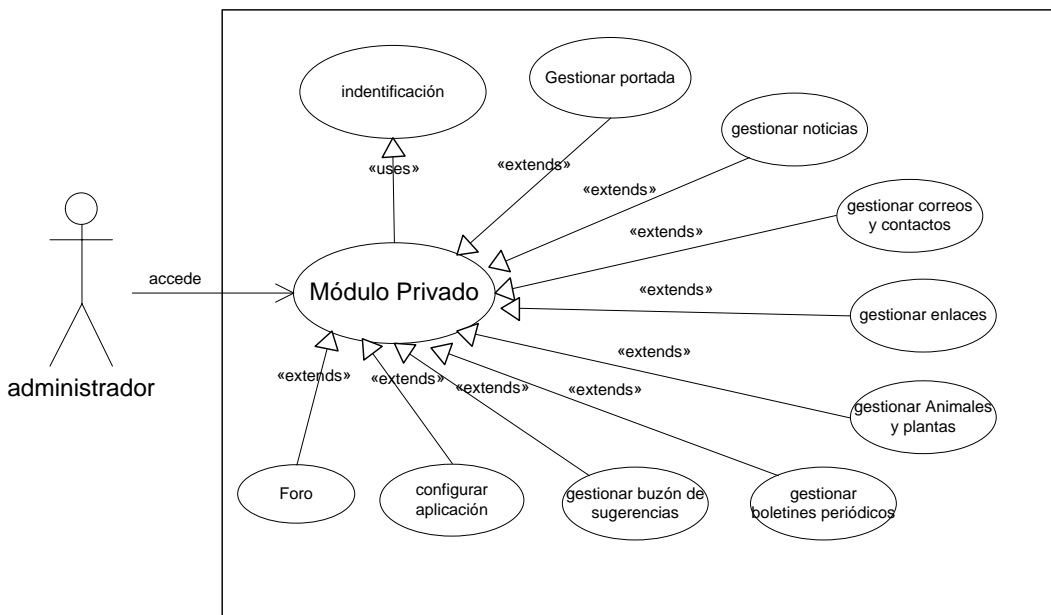 indentificación
Gestionar portada
gestionar noticias
«uses»
«extends»
«extends»
gestionar correos
y contactos
«extends»
accede
Módulo Privado
«extends»
gestionar enlaces
administrador
«extends»
«extends»
«extends»
«extends»
gestionar Animales
y plantas
Foro
configurar
aplicación
gestionar buzón de
sugerencias
gestionar
boletines periódicos